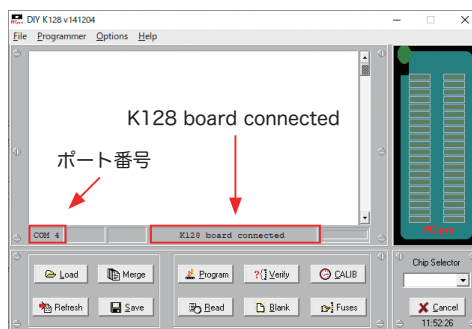 DIY K128 v141204
File Programmer Options Help
K128 board connected
ポート番号
COM 4
K128 board connected
PICpro
Load
Merge
Program
Verify
CALIB
Chip Selector
Refresh
Save
Read
Blank
Fuses
Cancel
11:52:26